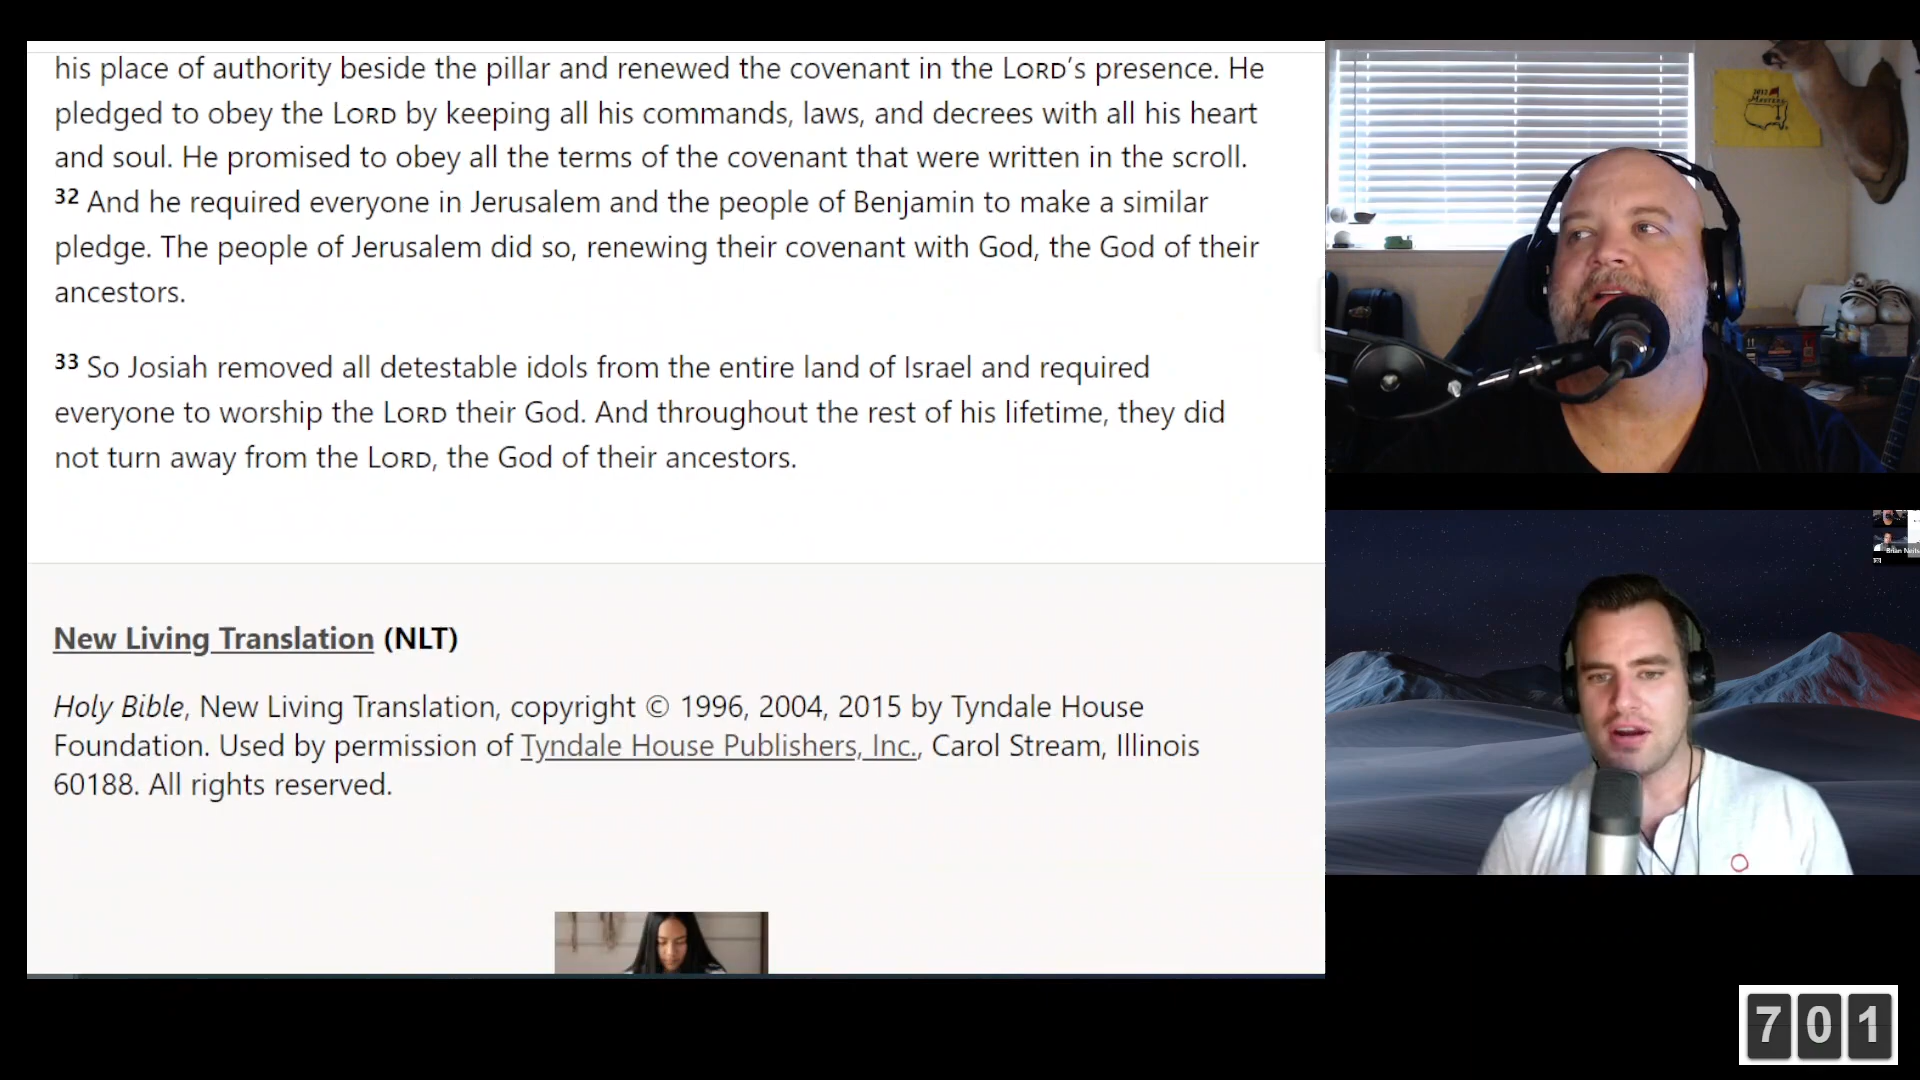 his place of authority beside the pillar and renewed the covenant in the LORD’s presence. He
pledged to obey the LORD by keeping all his commands, laws, and decrees with all his heart
and soul. He promised to obey all the terms of the covenant that were written in the scroll.
32 And he required everyone in Jerusalem and the people of Benjamin to make a similar
pledge. The people of Jerusalem did so, renewing their covenant with God, the God of their
ancestors.
33 So Josiah removed all detestable idols from the entire land of Israel and required
everyone to worship the LORD their God. And throughout the rest of his lifetime, they did
not turn away from the LORD, the God of their ancestors.
New Living Translation (NLT)
Holy Bible, New Living Translation, copyright © 1996, 2004, 2015 by Tyndale House
Foundation. Used by permission of Tyndale House Publishers, Inc., Carol Stream, Illinois
60188. All rights reserved.
Masters
Brian
701